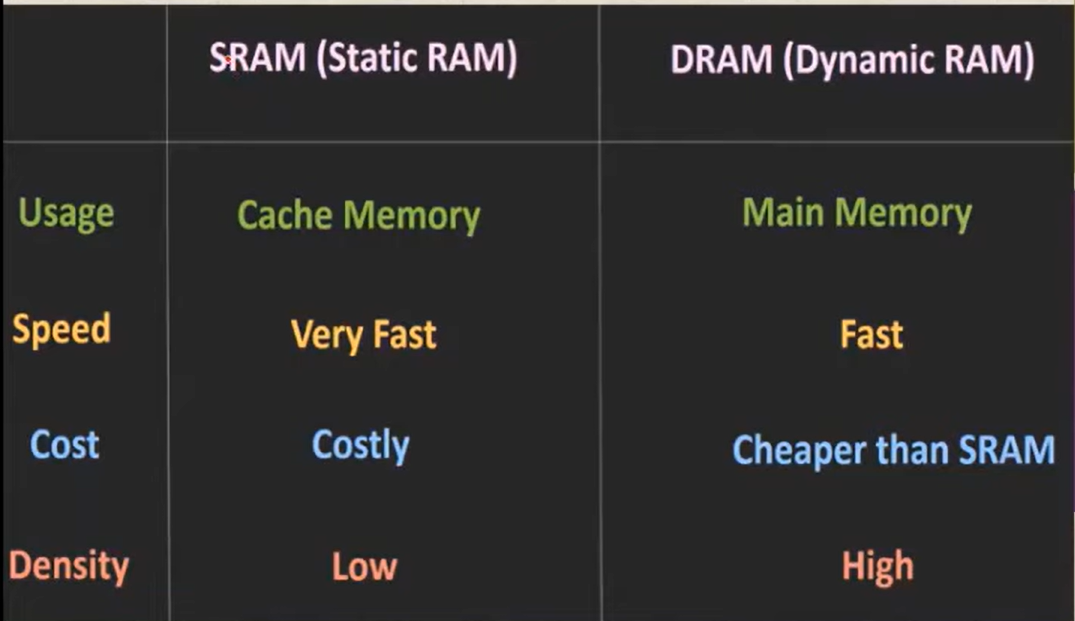 SRAM (Static RAM) DRAM (Dynamic RAM)
Usage Cache Memory Main Memory
Speed Very Fast Fast
Cost Costly Cheaper than SRAM
Density Low High